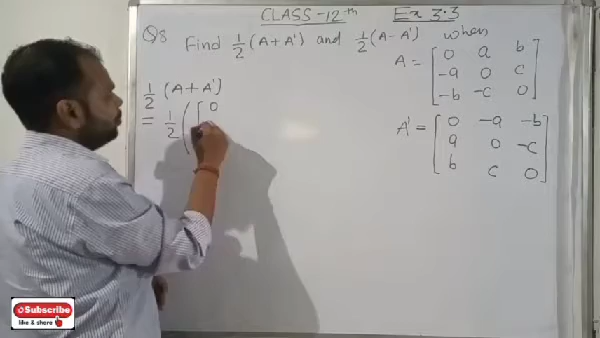 CLASS-12th Ex 3.3
Q8 Find 1/2 (A+A') and 1/2 (A-A') when
A = [0 a b
-a 0 c
-b -c 0]
A' = [0 -a -b
a 0 -c
b c 0]
1/2 (A+A')
= 1/2 ( [ 0
Subscribe
like & share